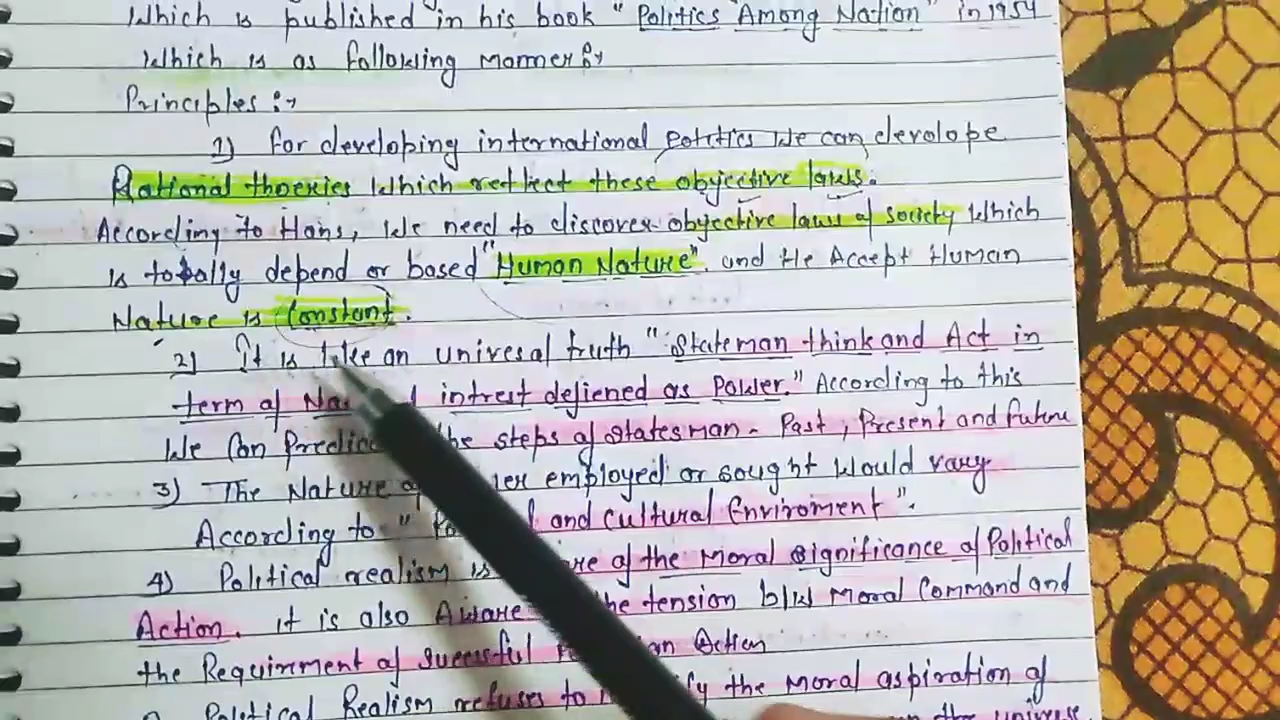 Which is published in his book "Politics Among Nation" in 1954
Which is as following manner :-
Principles :-
1) for developing international politics we can develope
Rational thoeries which reflect these objective laws.
According to Hans, we need to discover objective laws of society which
is totally depend or based "Human Nature". and He Accept Human
Nature is Constant.
2) It is like an univesal truth "Stateman think and Act in
term of intrest defiened as Power." According to this
We Can the steps of statesman - Past, Present and future
3) The Nature employed or sought would vary
According to " and cultural Enviroment".
4) Political realism is of the moral significance of Political
Action. it is also Aware the tension b/w moral Command and
the Requirment of sucessful Action
Political Realism refuses to the moral aspiration of
the universe